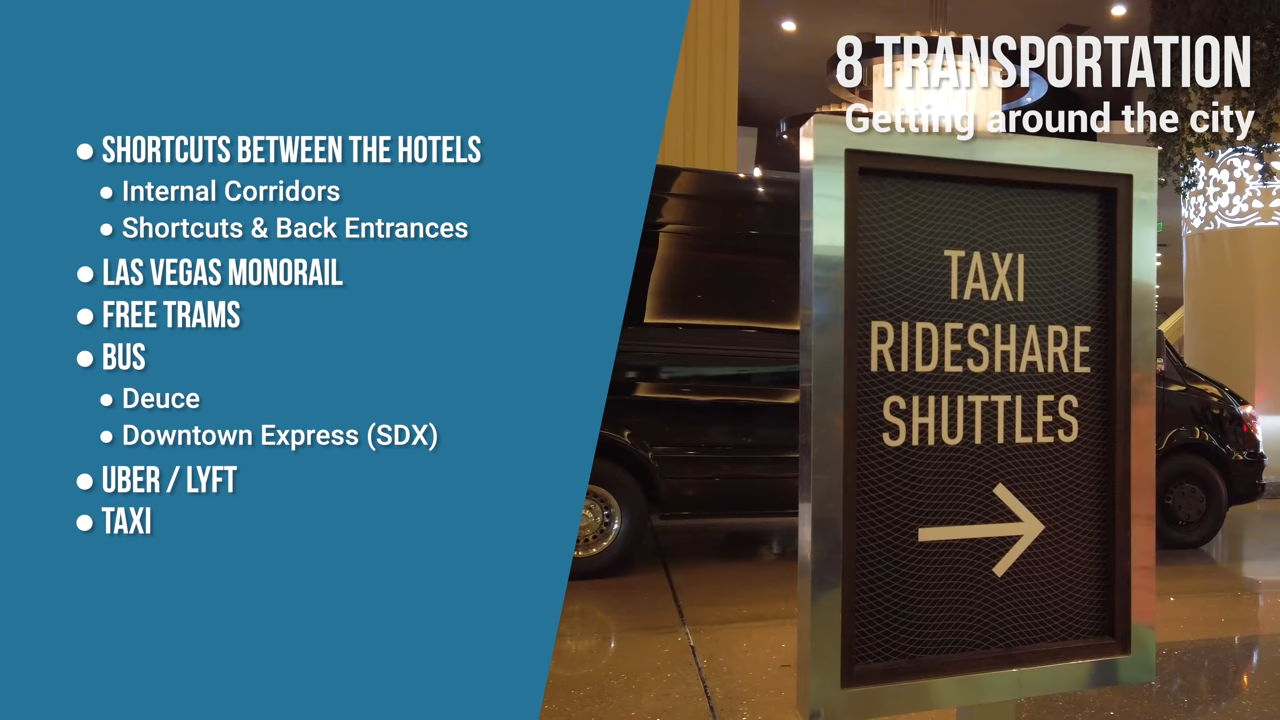 8 TRANSPORTATION
Getting around the city
● SHORTCUTS BETWEEN THE HOTELS
● Internal Corridors
● Shortcuts & Back Entrances
● LAS VEGAS MONORAIL
● FREE TRAMS
● BUS
● Deuce
● Downtown Express (SDX)
● UBER / LYFT
● TAXI
TAXI
RIDESHARE
SHUTTLES